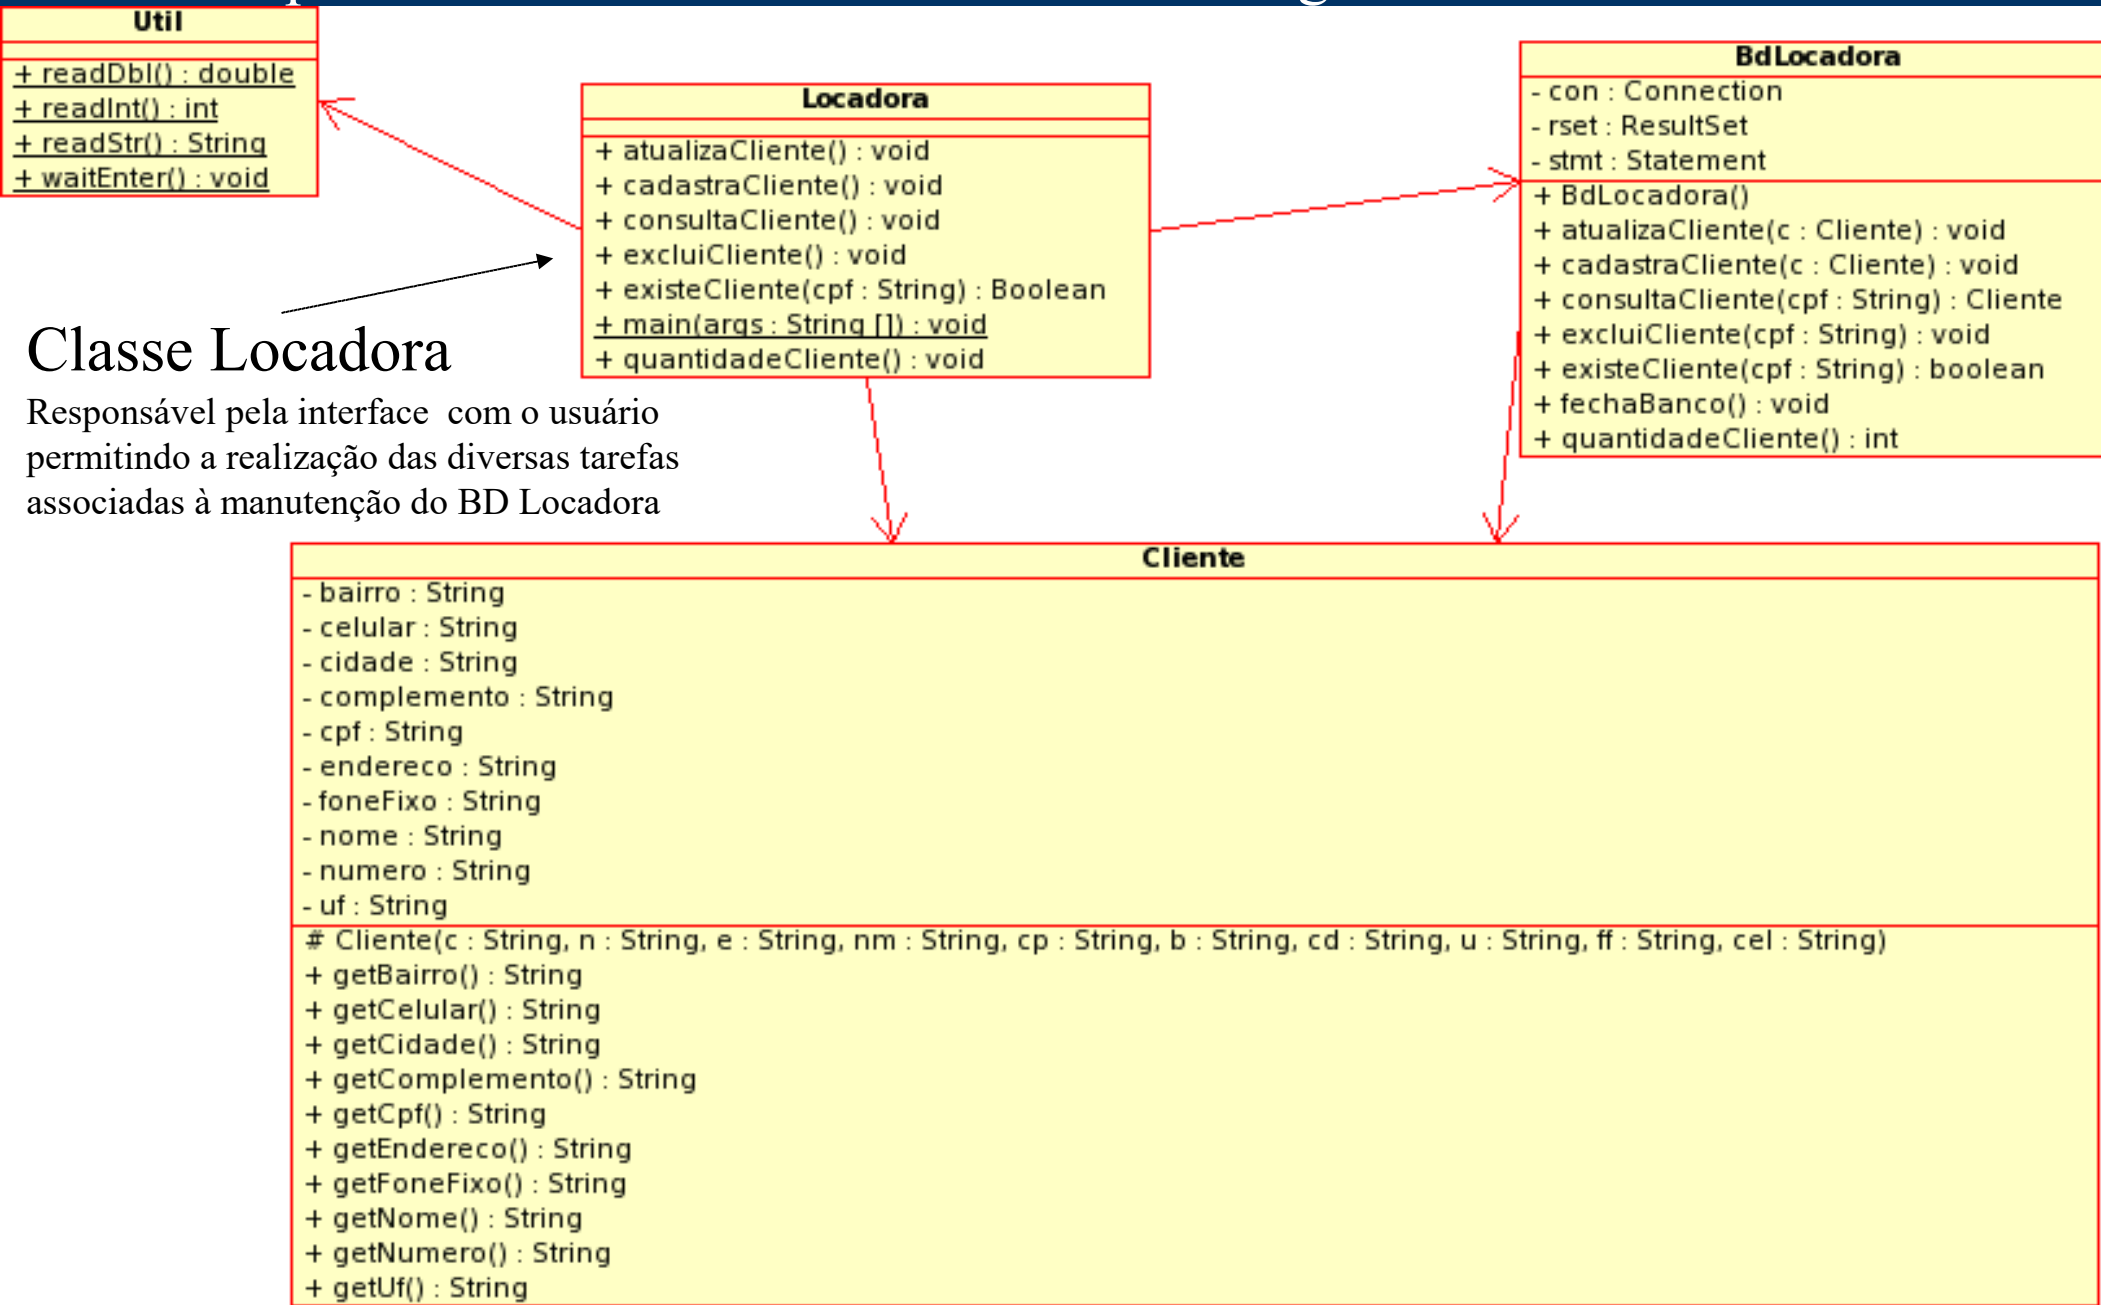 Util
+ readDbl() : double
+ readInt() : int
+ readStr() : String
+ waitEnter() : void
Locadora
+ atualizaCliente() : void
+ cadastraCliente() : void
+ consultaCliente() : void
+ excluiCliente() : void
+ existeCliente(cpf : String) : Boolean
+ main(args : String []) : void
+ quantidadeCliente() : void
BdLocadora
- con : Connection
- rset : ResultSet
- stmt : Statement
+ BdLocadora()
+ atualizaCliente(c : Cliente) : void
+ cadastraCliente(c : Cliente) : void
+ consultaCliente(cpf : String) : Cliente
+ excluiCliente(cpf : String) : void
+ existeCliente(cpf : String) : boolean
+ fechaBanco() : void
+ quantidadeCliente() : int
Classe Locadora
Responsável pela interface  com o usuário
permitindo a realização das diversas tarefas
associadas à manutenção do BD Locadora
Cliente
- bairro : String
- celular : String
- cidade : String
- complemento : String
- cpf : String
- endereco : String
- foneFixo : String
- nome : String
- numero : String
- uf : String
# Cliente(c : String, n : String, e : String, nm : String, cp : String, b : String, cd : String, u : String, ff : String, cel : String)
+ getBairro() : String
+ getCelular() : String
+ getCidade() : String
+ getComplemento() : String
+ getCpf() : String
+ getEndereco() : String
+ getFoneFixo() : String
+ getNome() : String
+ getNumero() : String
+ getUf() : String